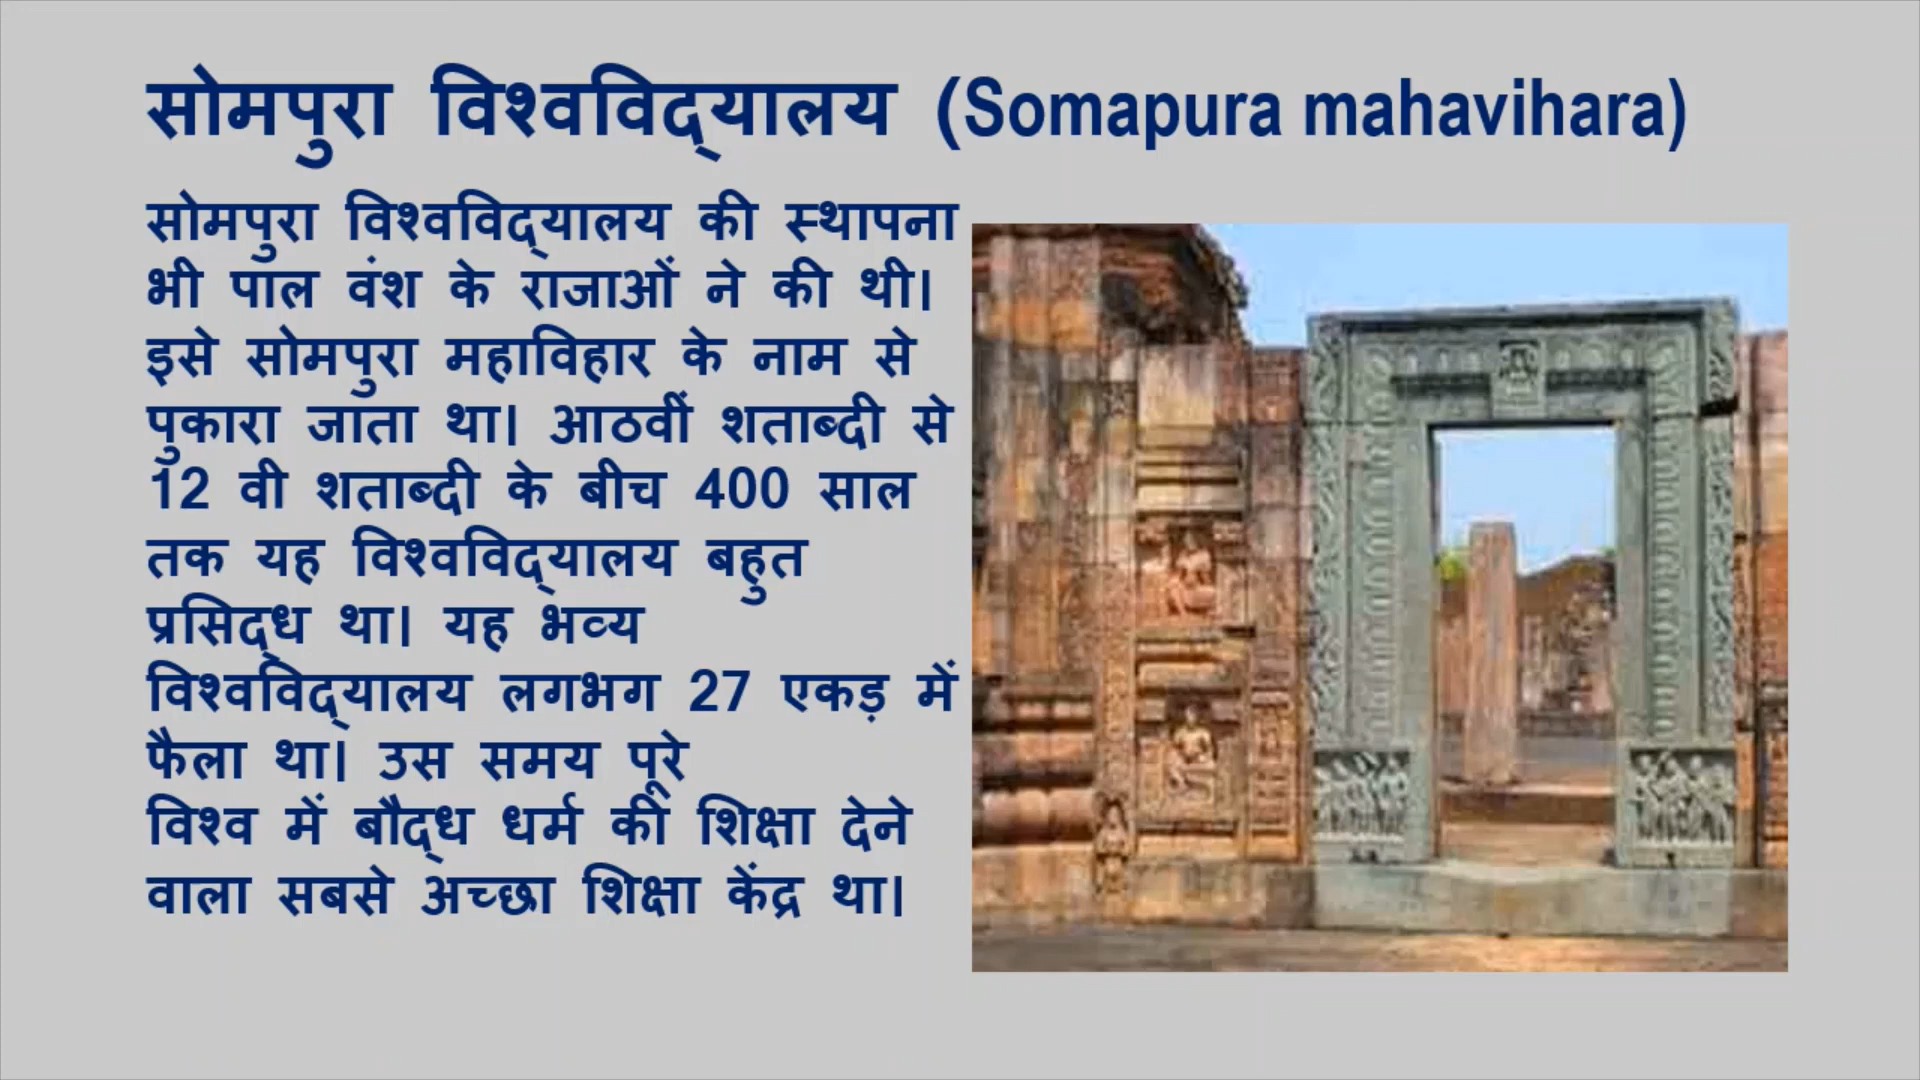 सोमपुरा विश्वविद्यालय (Somapura mahavihara)
सोमपुरा विश्वविद्यालय की स्थापना
भी पाल वंश के राजाओं ने की थी।
इसे सोमपुरा महाविहार के नाम से
पुकारा जाता था। आठवीं शताब्दी से
12 वी शताब्दी के बीच 400 साल
तक यह विश्वविद्यालय बहुत
प्रसिद्ध था। यह भव्य
विश्वविद्यालय लगभग 27 एकड़ में
फैला था। उस समय पूरे
विश्व में बौद्ध धर्म की शिक्षा देने
वाला सबसे अच्छा शिक्षा केंद्र था।